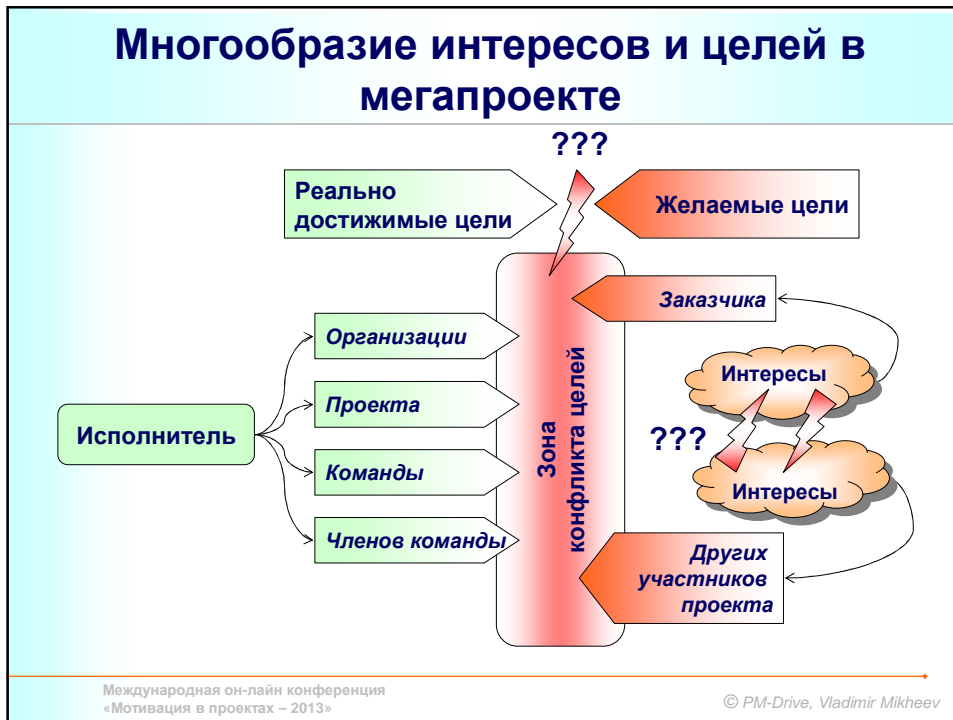 Многообразие интересов и целей в
мегапроекте
???
Реально
достижимые цели
Желаемые цели
Заказчика
Организации
Интересы
Проекта
Исполнитель
Зона
конфликта целей
???
Команды
Интересы
Членов команды
Других
участников
проекта
Международная он-лайн конференция
«Мотивация в проектах – 2013»
© PM-Drive, Vladimir Mikheev